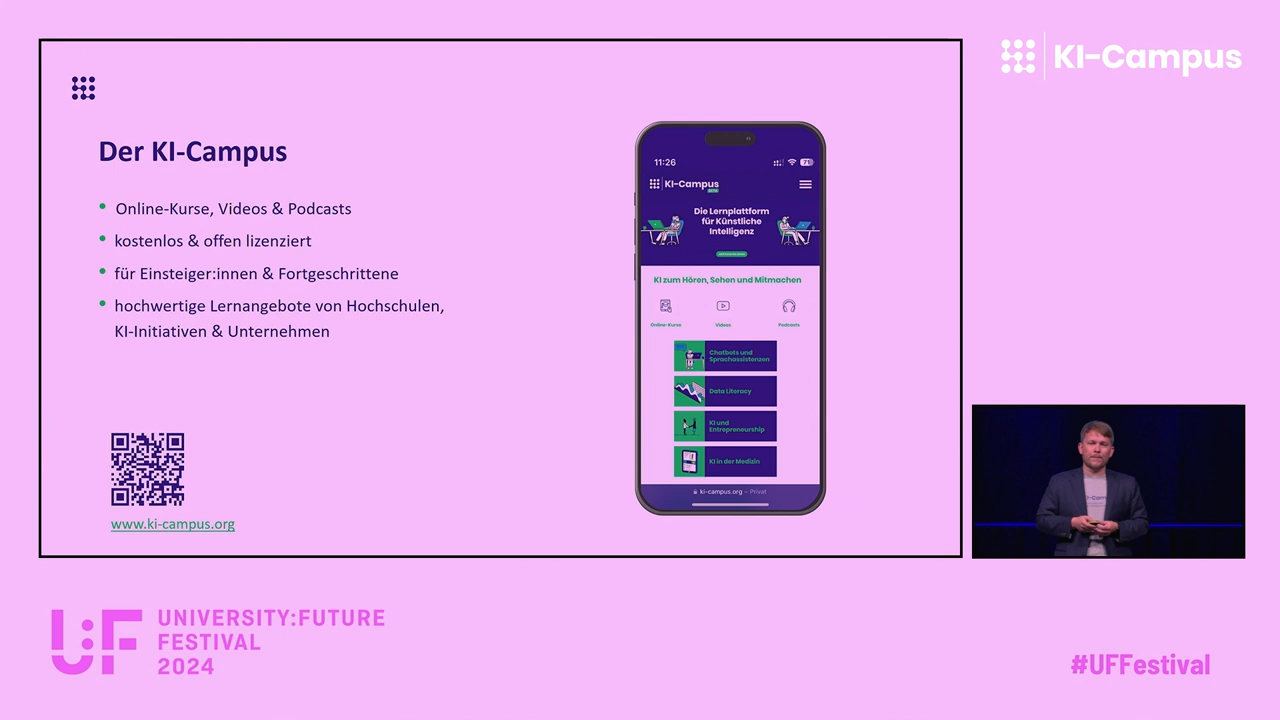 KI-Campus
Der KI-Campus
Online-Kurse, Videos & Podcasts
kostenlos & offen lizenziert
für Einsteiger:innen & Fortgeschrittene
hochwertige Lernangebote von Hochschulen,
KI-Initiativen & Unternehmen
www.ki-campus.org
11:26
71
KI-Campus
BETA
Die Lernplattform
für Künstliche
Intelligenz
KI zum Hören, Sehen und Mitmachen
Online-Kurse
Videos
Podcasts
Chatbots und
Sprachassistenzen
Data Literacy
KI und
Entrepreneurship
KI in der Medizin
ki-campus.org – Privat
U:F
UNIVERSITY:FUTURE
FESTIVAL
2024
#UFFestival